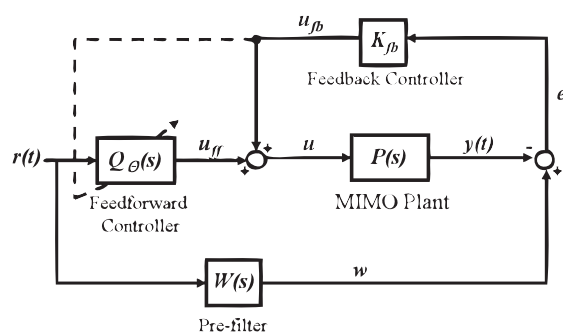 u_fb
K_fb
Feedback Controller
e
r(t)
Q_Θ(s)
u_ff
+
+
u
P(s)
y(t)
-
+
Feedforward
Controller
MIMO Plant
W(s)
w
Pre-filter